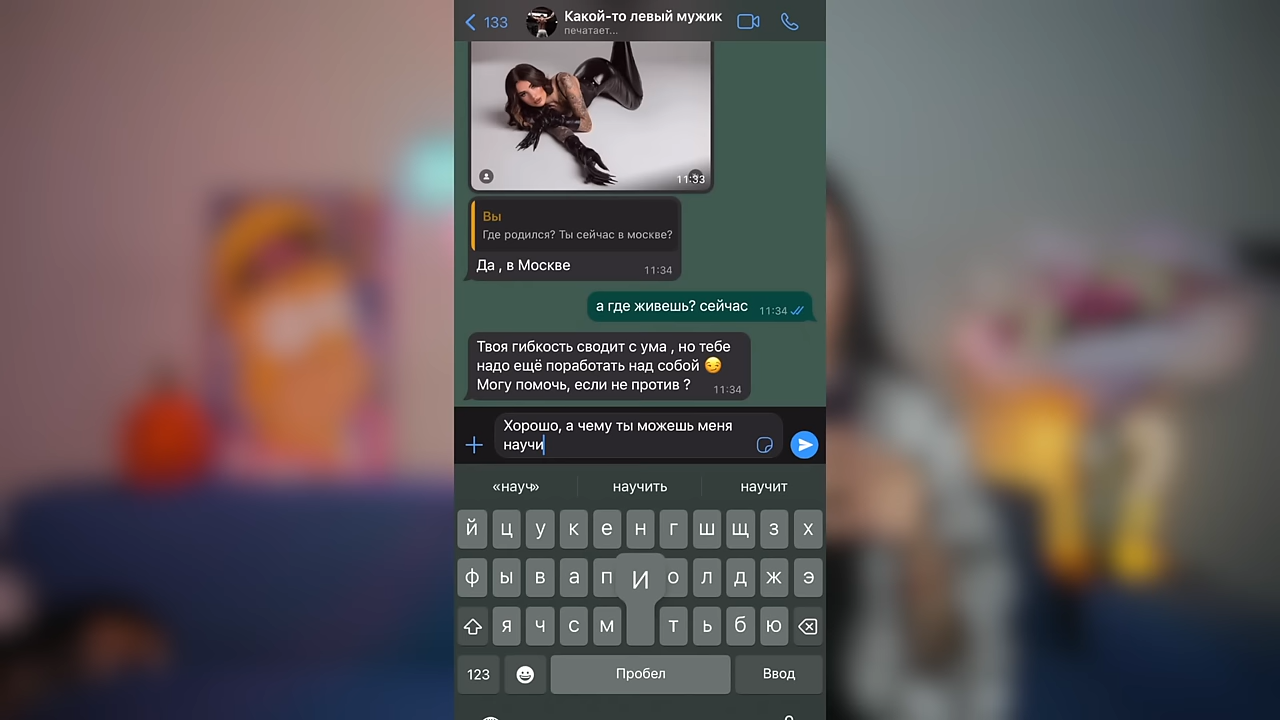 133
Какой-то левый мужик
печатает...
11:33
Вы
Где родился? Ты сейчас в москве?
Да , в Москве
11:34
а где живешь? сейчас
11:34
Твоя гибкость сводит с ума , но тебе
надо ещё поработать над собой 😏
Могу помочь, если не против ?
11:34
Хорошо, а чему ты можешь меня
научи
«науч» научить научит
й ц у к е н г ш щ з х
ф ы в а п и о л д ж э
я ч с м т ь б ю
123 Пробел Ввод